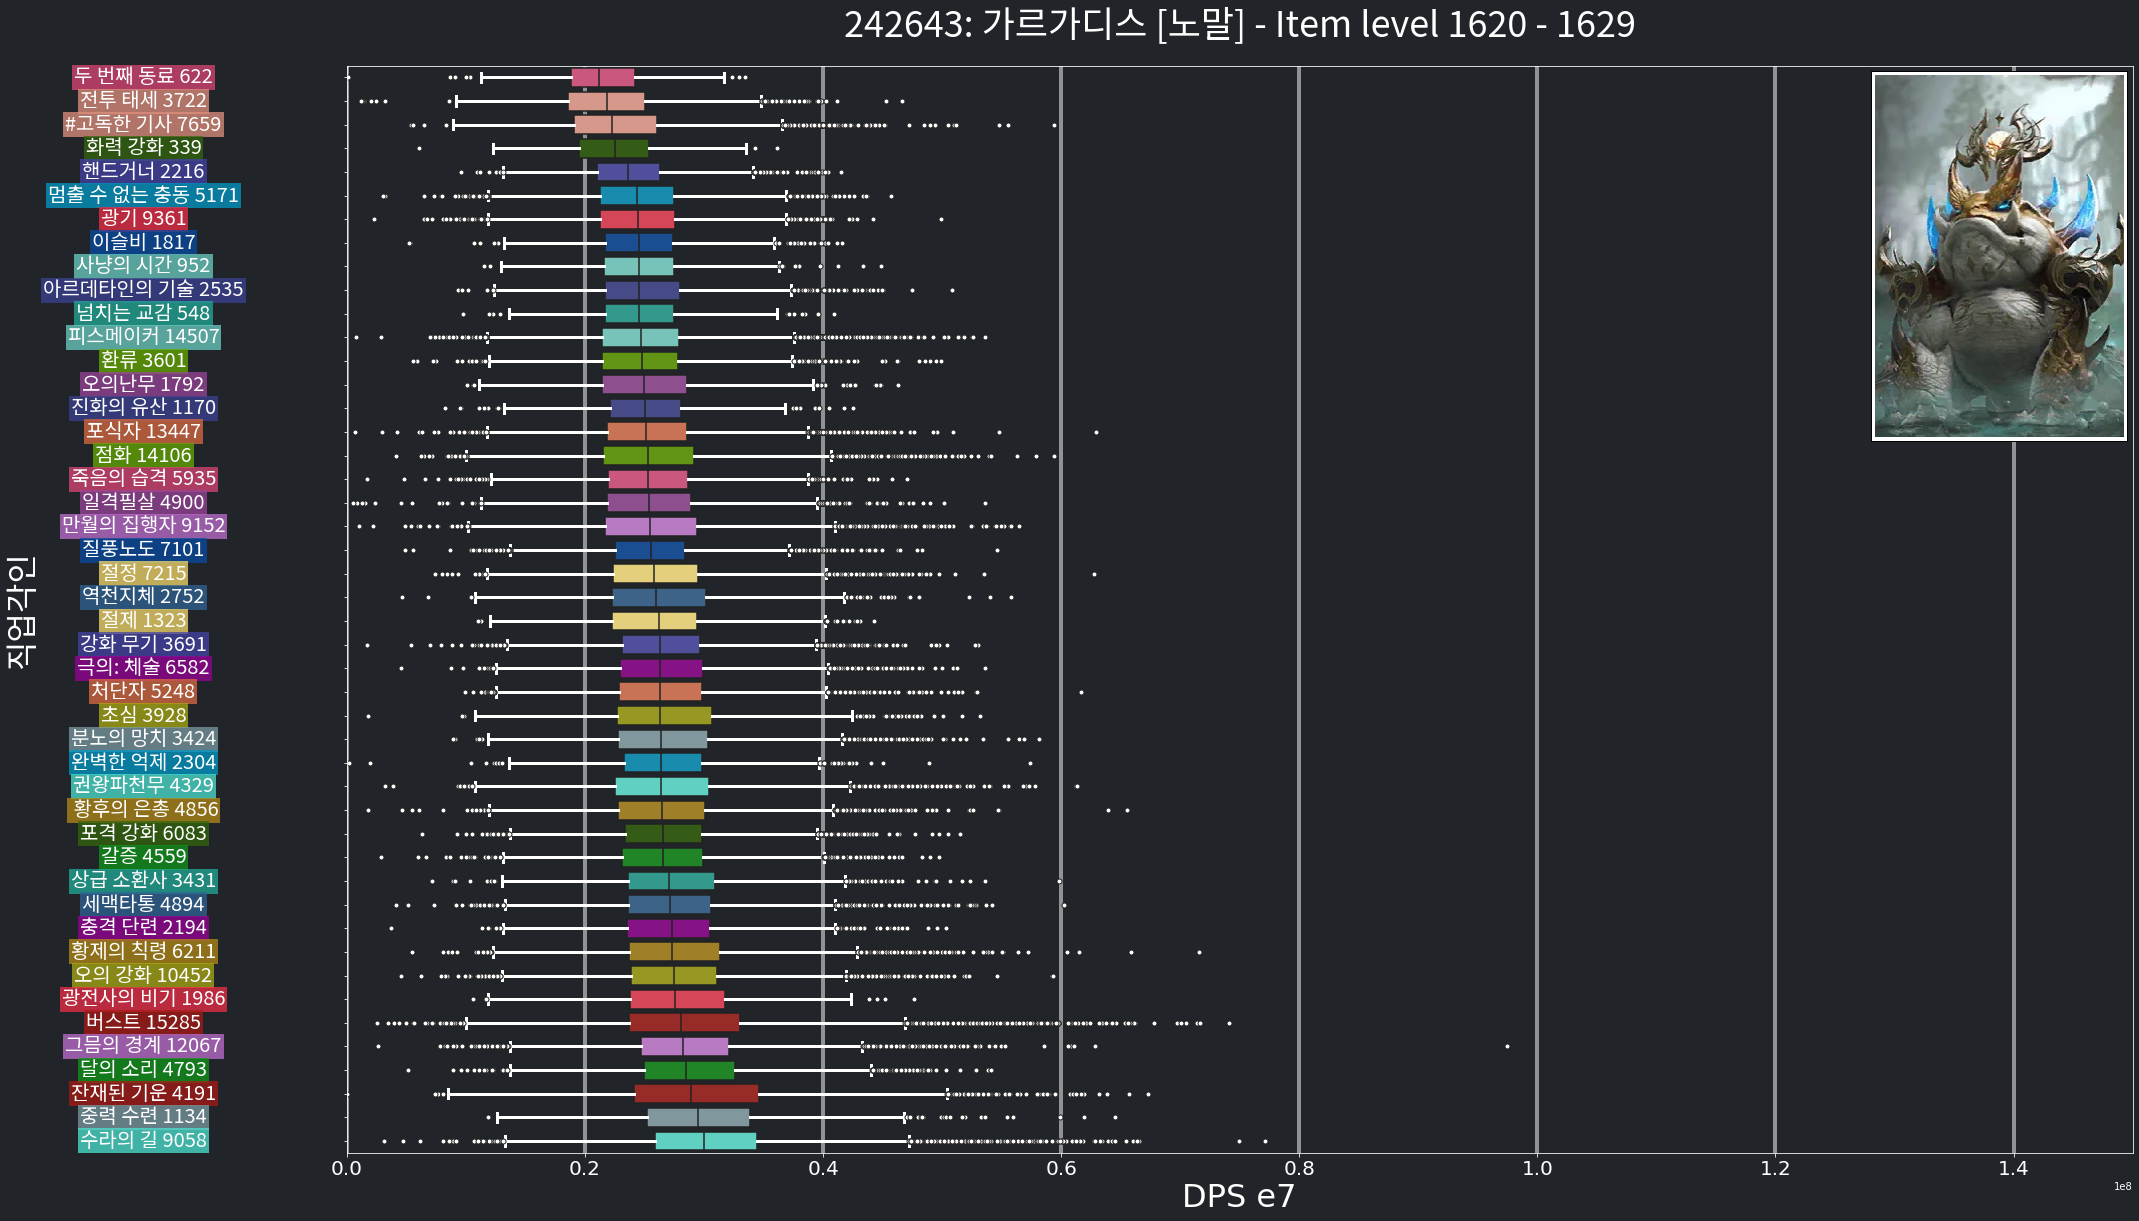 242643: 가르가디스 [노말] - Item level 1620 - 1629
두 번째 동료 622
전투 태세 3722
#고독한 기사 7659
화력 강화 339
핸드거너 2216
멈출 수 없는 충동 5171
광기 9361
이슬비 1817
사냥의 시간 952
아르데타인의 기술 2535
넘치는 교감 548
피스메이커 14507
환류 3601
오의난무 1792
진화의 유산 1170
포식자 13447
점화 14106
죽음의 습격 5935
일격필살 4900
만월의 집행자 9152
질풍노도 7101
절정 7215
역천지체 2752
절제 1323
강화 무기 3691
극의: 체술 6582
처단자 5248
초심 3928
분노의 망치 3424
완벽한 억제 2304
권왕파천무 4329
황후의 은총 4856
포격 강화 6083
갈증 4559
상급 소환사 3431
세맥타통 4894
충격 단련 2194
황제의 칙령 6211
오의 강화 10452
광전사의 비기 1986
버스트 15285
그믐의 경계 12067
달의 소리 4793
잔재된 기운 4191
중력 수련 1134
수라의 길 9058
직업각인
0.0 0.2 0.4 0.6 0.8 1.0 1.2 1.4
DPS e7
1e8